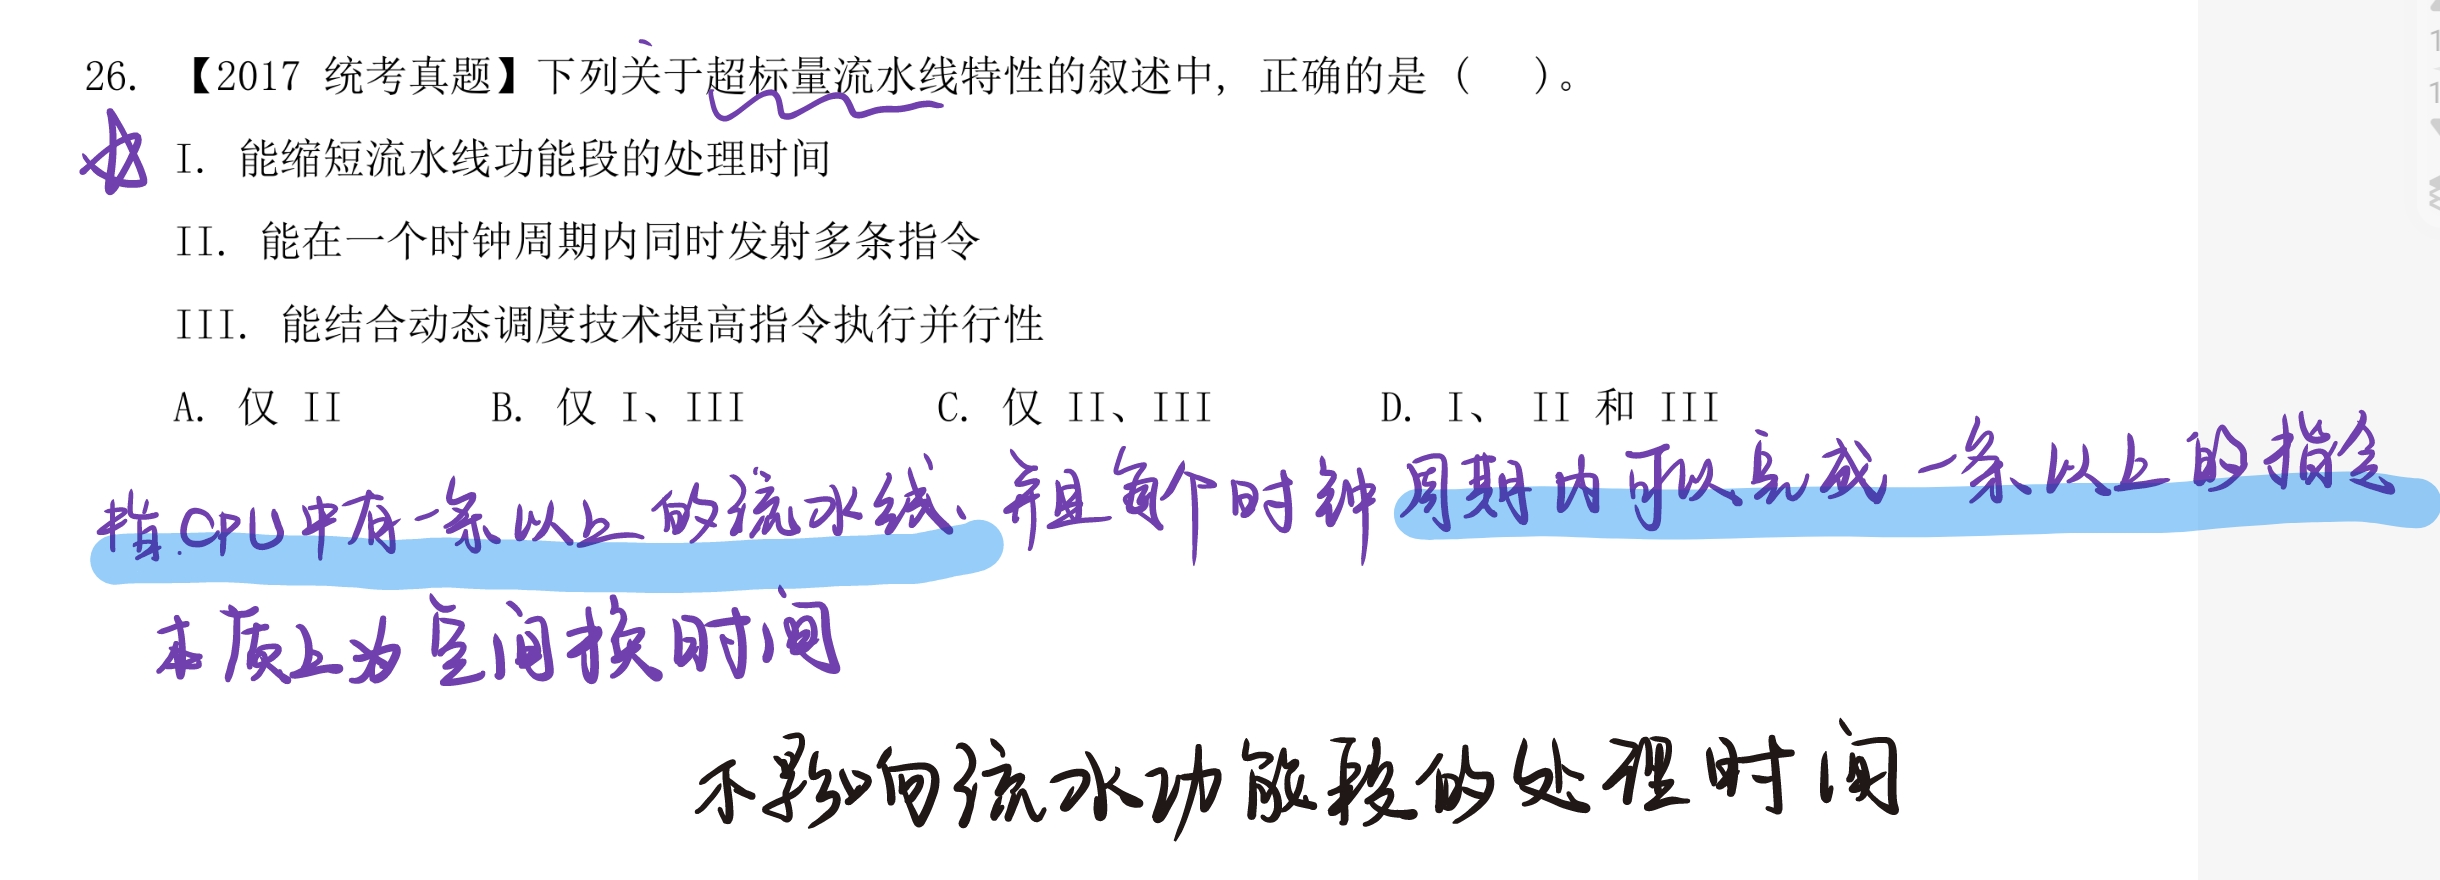 26. 【2017 统考真题】下列关于超标量流水线特性的叙述中，正确的是（　　）。
I. 能缩短流水线功能段的处理时间
II. 能在一个时钟周期内同时发射多条指令
III. 能结合动态调度技术提高指令执行并行性
A. 仅 II　　B. 仅 I、III　　C. 仅 II、III　　D. I、 II 和 III
指.CPU中有一条以上的流水线、并且每个时钟周期内可以完成一条以上的指令
本质上为空间换时间
不影响流水功能段的处理时间